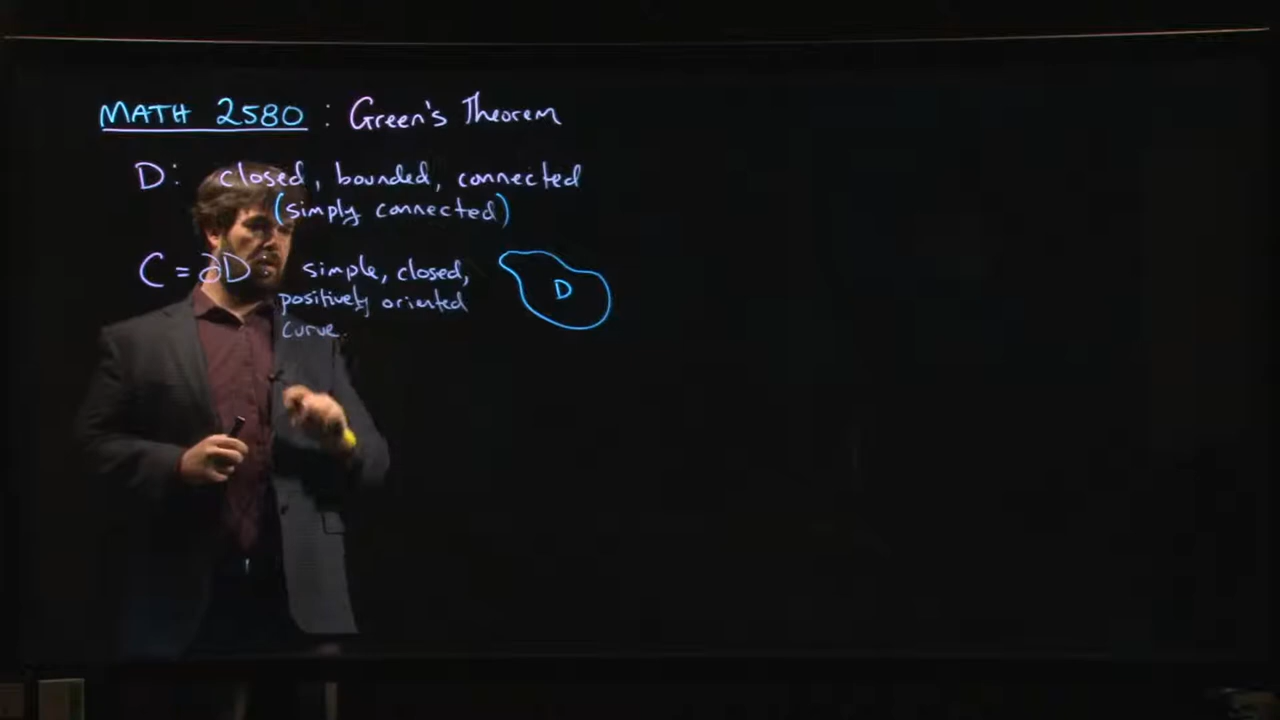 MATH 2580 : Green's Theorem
D: closed, bounded, connected
(simply connected)
C = ∂D : simple, closed,
positively oriented
curve.
D